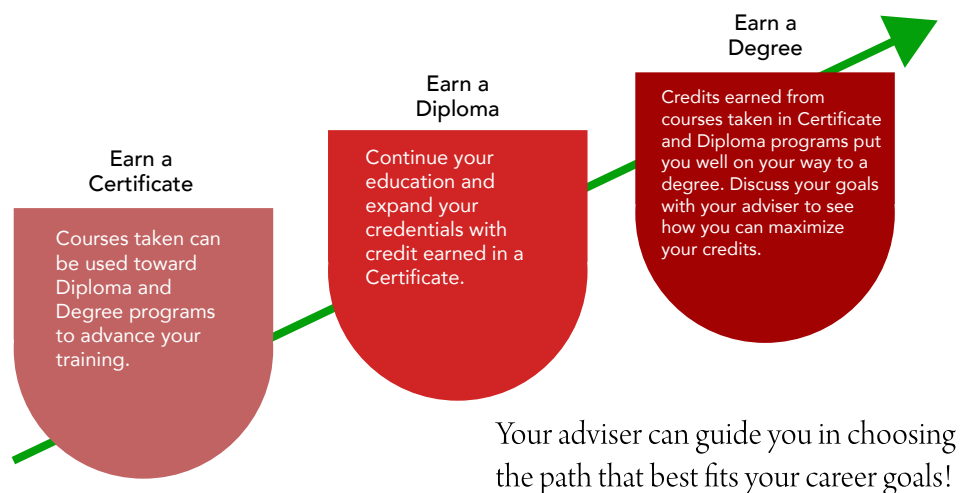 Earn a
Certificate
Courses taken can
be used toward
Diploma and
Degree programs
to advance your
training.
Earn a
Diploma
Continue your
education and
expand your
credentials with
credit earned in a
Certificate.
Earn a
Degree
Credits earned from
courses taken in Certificate
and Diploma programs put
you well on your way to a
degree. Discuss your goals
with your adviser to see
how you can maximize
your credits.
Your adviser can guide you in choosing
the path that best fits your career goals!